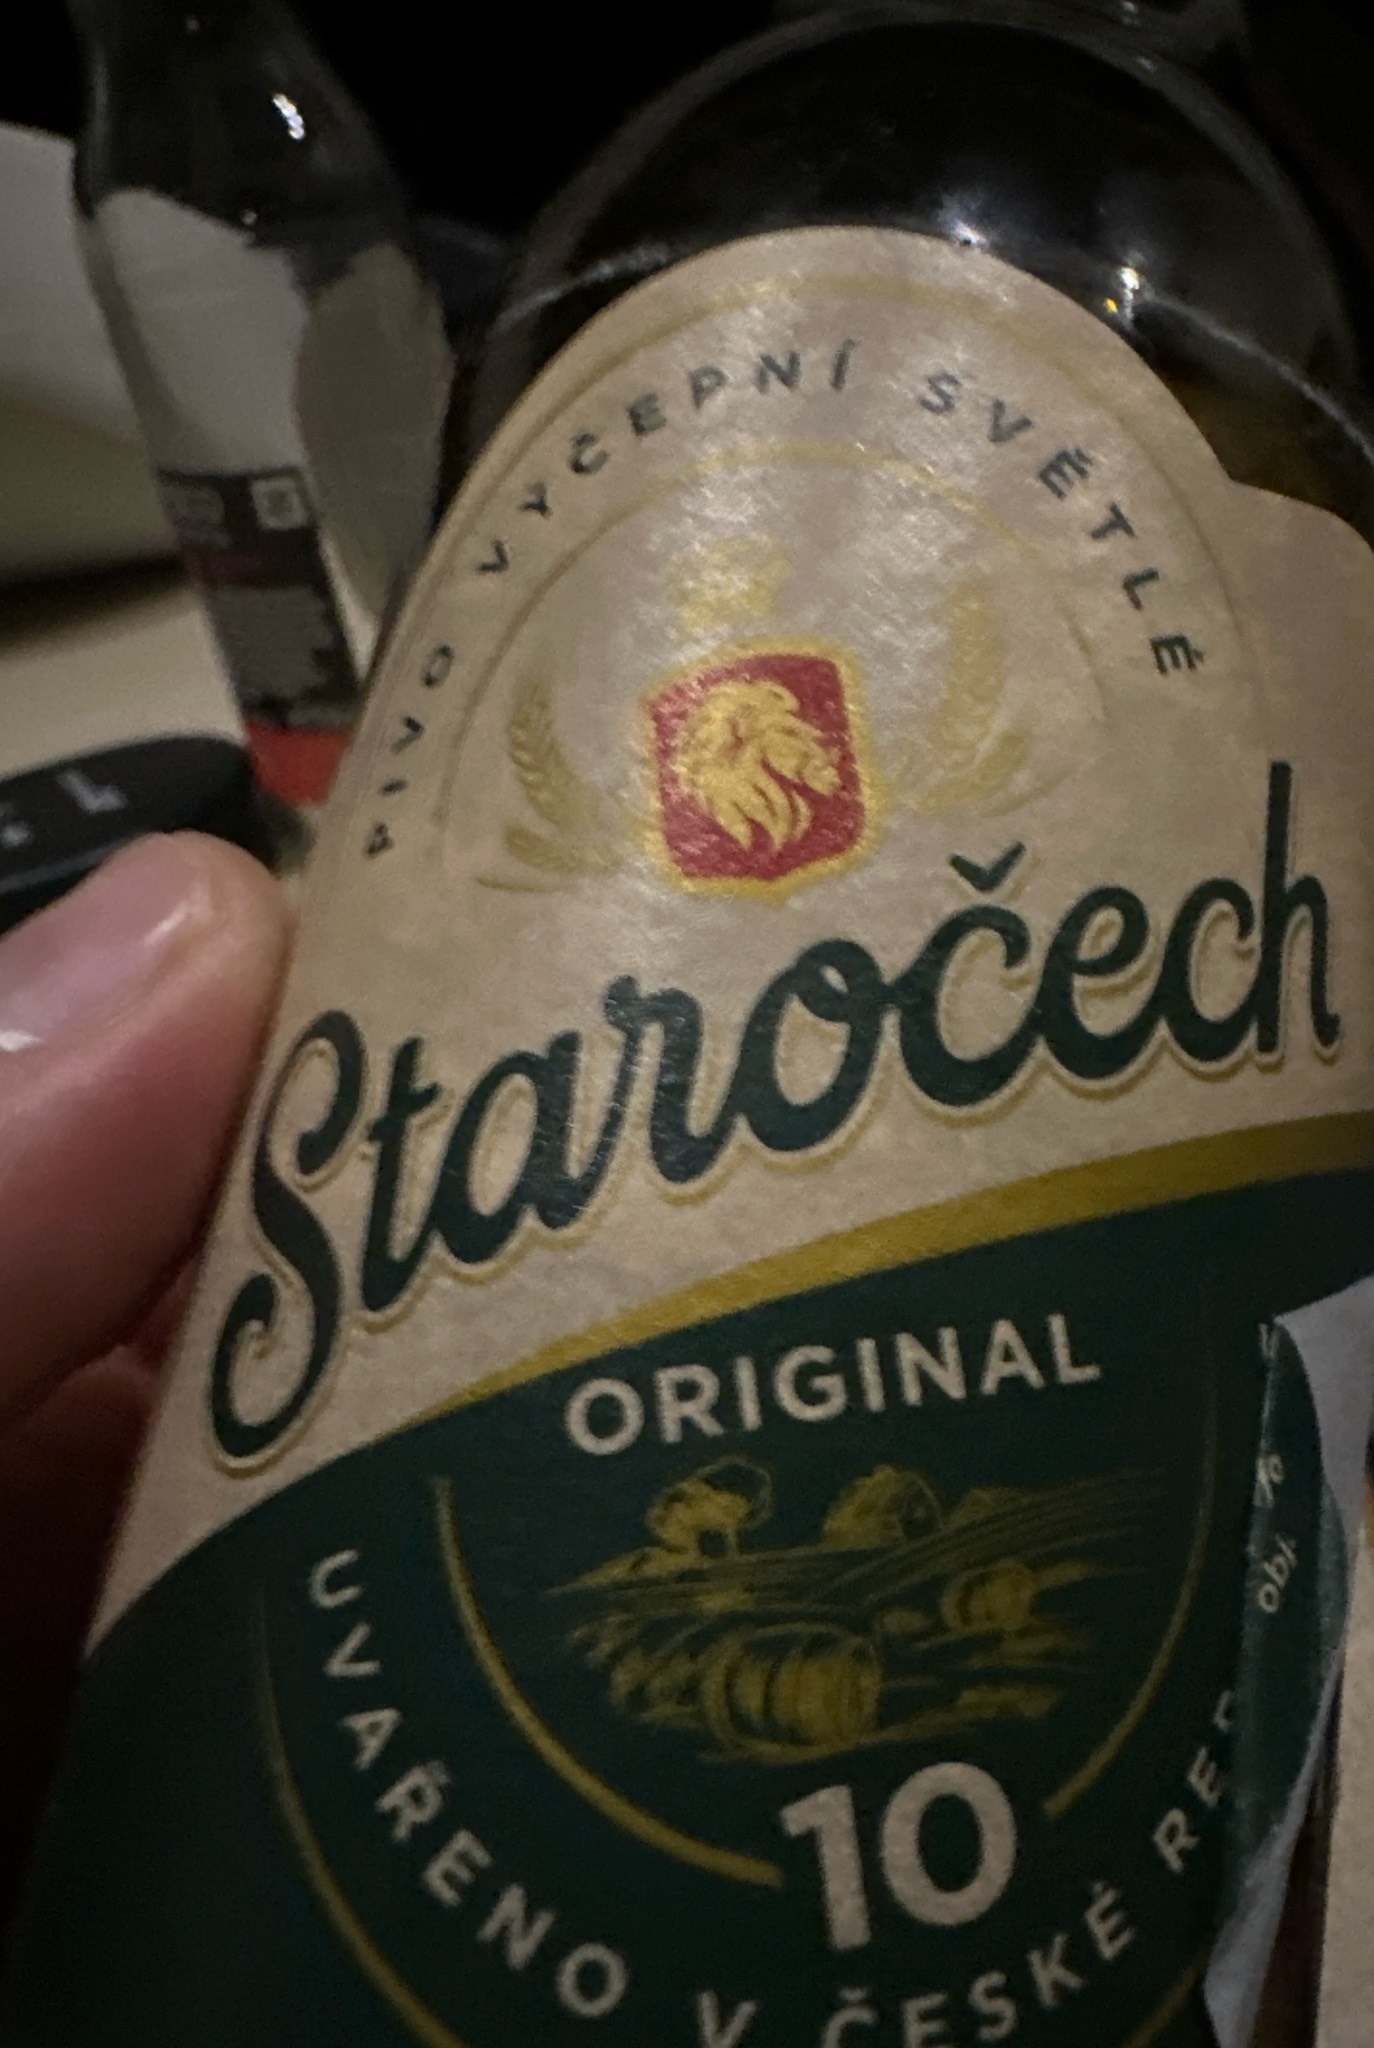 PIVO VÝČEPNÍ SVĚTLÉ
Staročech
ORIGINAL
10
UVAŘENO V ČESKÉ
obj.